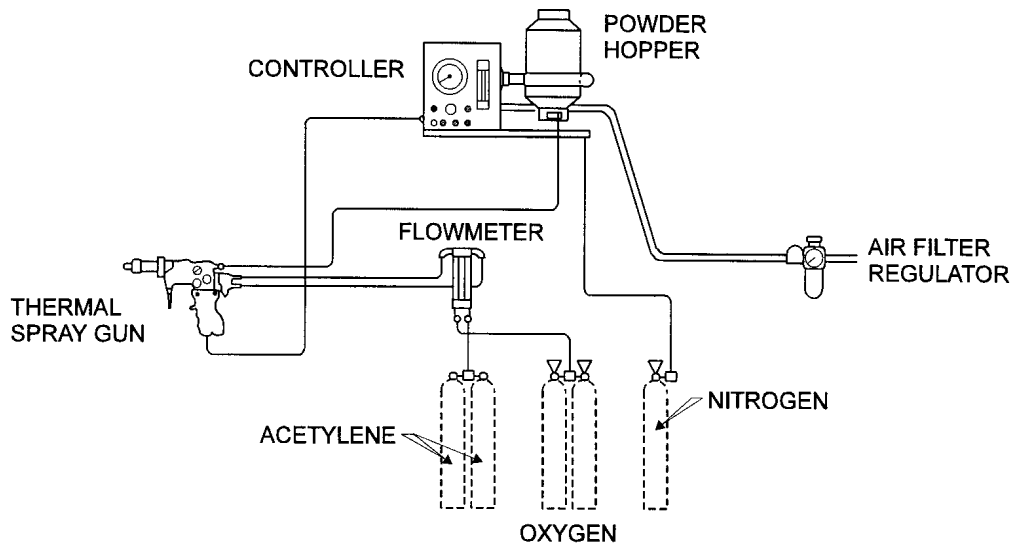 POWDER
HOPPER
CONTROLLER
FLOWMETER
AIR FILTER
REGULATOR
THERMAL
SPRAY GUN
NITROGEN
ACETYLENE
OXYGEN